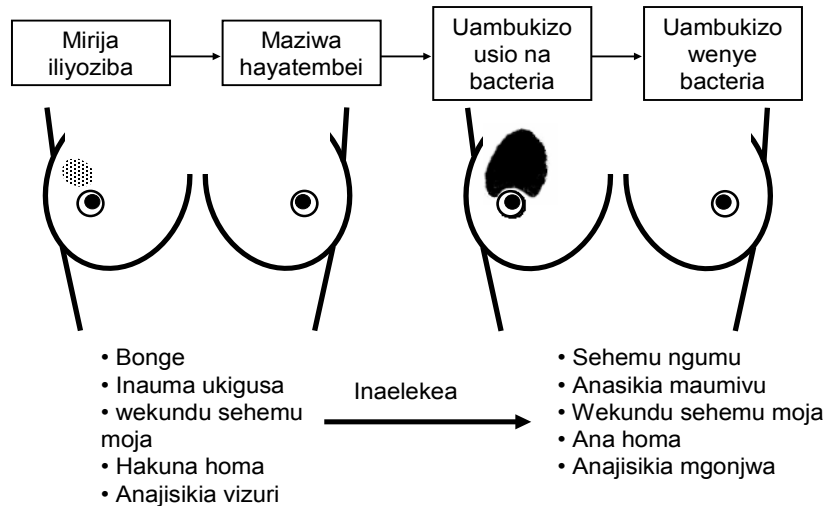 Mirija
iliyoziba
Maziwa
hayatembei
Uambukizo
usio na
bacteria
Uambukizo
wenye
bacteria
• Bonge
• Inauma ukigusa
• wekundu sehemu
moja
• Hakuna homa
• Anajisikia vizuri
Inaelekea
• Sehemu ngumu
• Anasikia maumivu
• Wekundu sehemu moja
• Ana homa
• Anajisikia mgonjwa